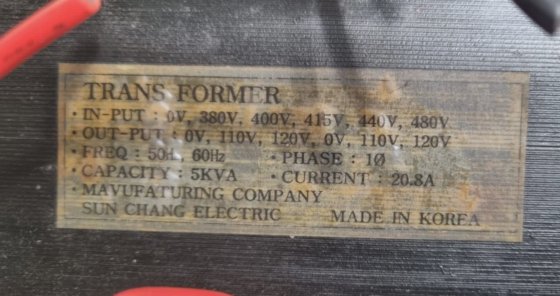 TRANS FORMER
· IN-PUT : 0V, 380V, 400V, 415V, 440V, 480V
· OUT-PUT : 0V, 110V, 120V, 0V, 110V, 120V
· FREQ : 50H, 60Hz · PHASE : 1Ø
· CAPACITY : 5KVA · CURRENT : 20.8A
· MAVUFATURING COMPANY
SUN CHANG ELECTRIC MADE IN KOREA